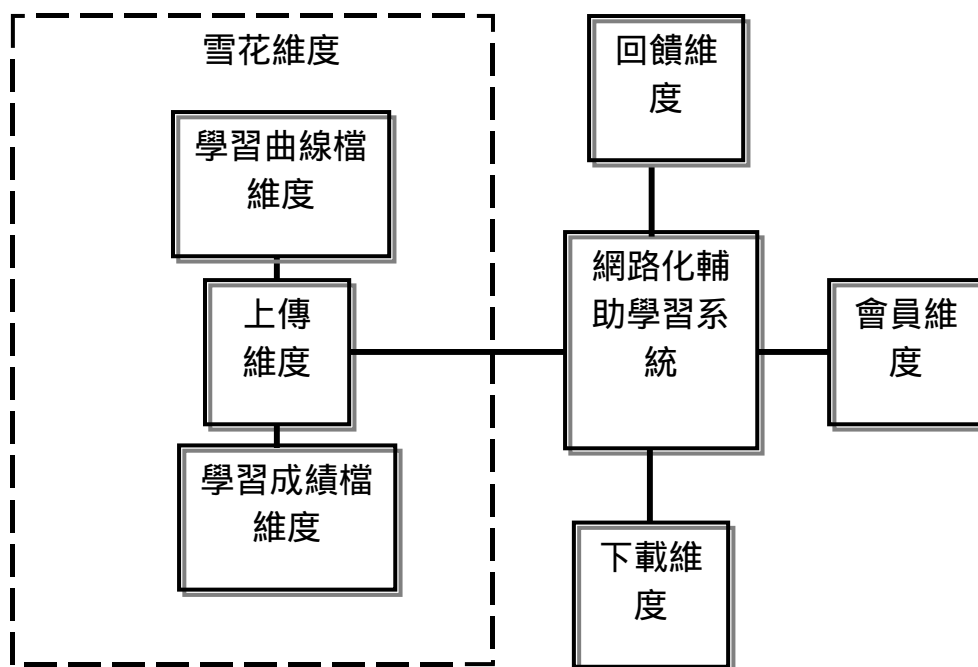 雪花維度
學習曲線檔
維度
上傳
維度
學習成績檔
維度
回饋維
度
網路化輔
助學習系
統
會員維
度
下載維
度